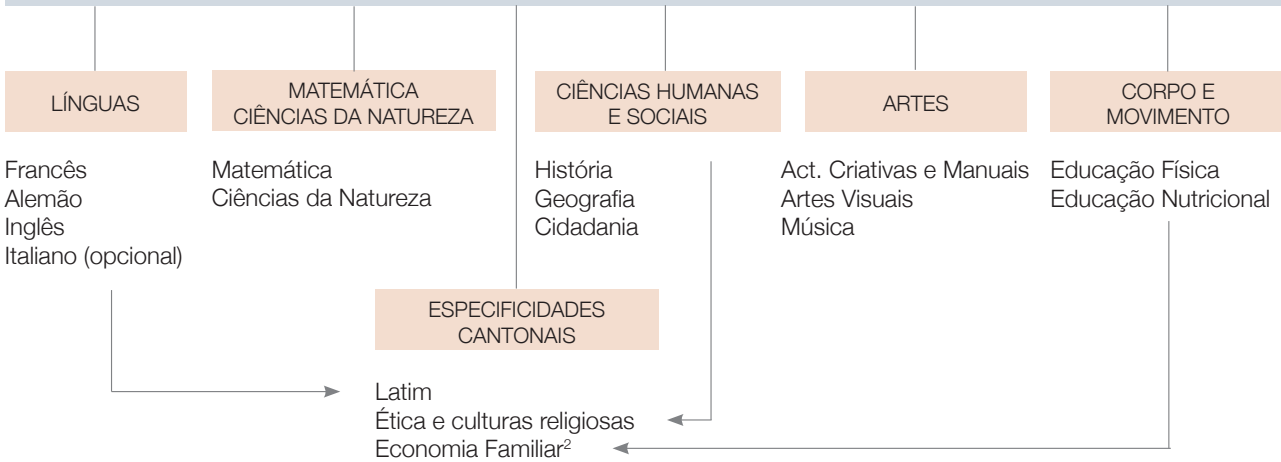 LÍNGUAS
MATEMÁTICA
CIÊNCIAS DA NATUREZA
CIÊNCIAS HUMANAS
E SOCIAIS
ARTES
CORPO E
MOVIMENTO
Francês
Alemão
Inglês
Italiano (opcional)
Matemática
Ciências da Natureza
História
Geografia
Cidadania
Act. Criativas e Manuais
Artes Visuais
Música
Educação Física
Educação Nutricional
ESPECIFICIDADES
CANTONAIS
Latim
Ética e culturas religiosas
Economia Familiar²